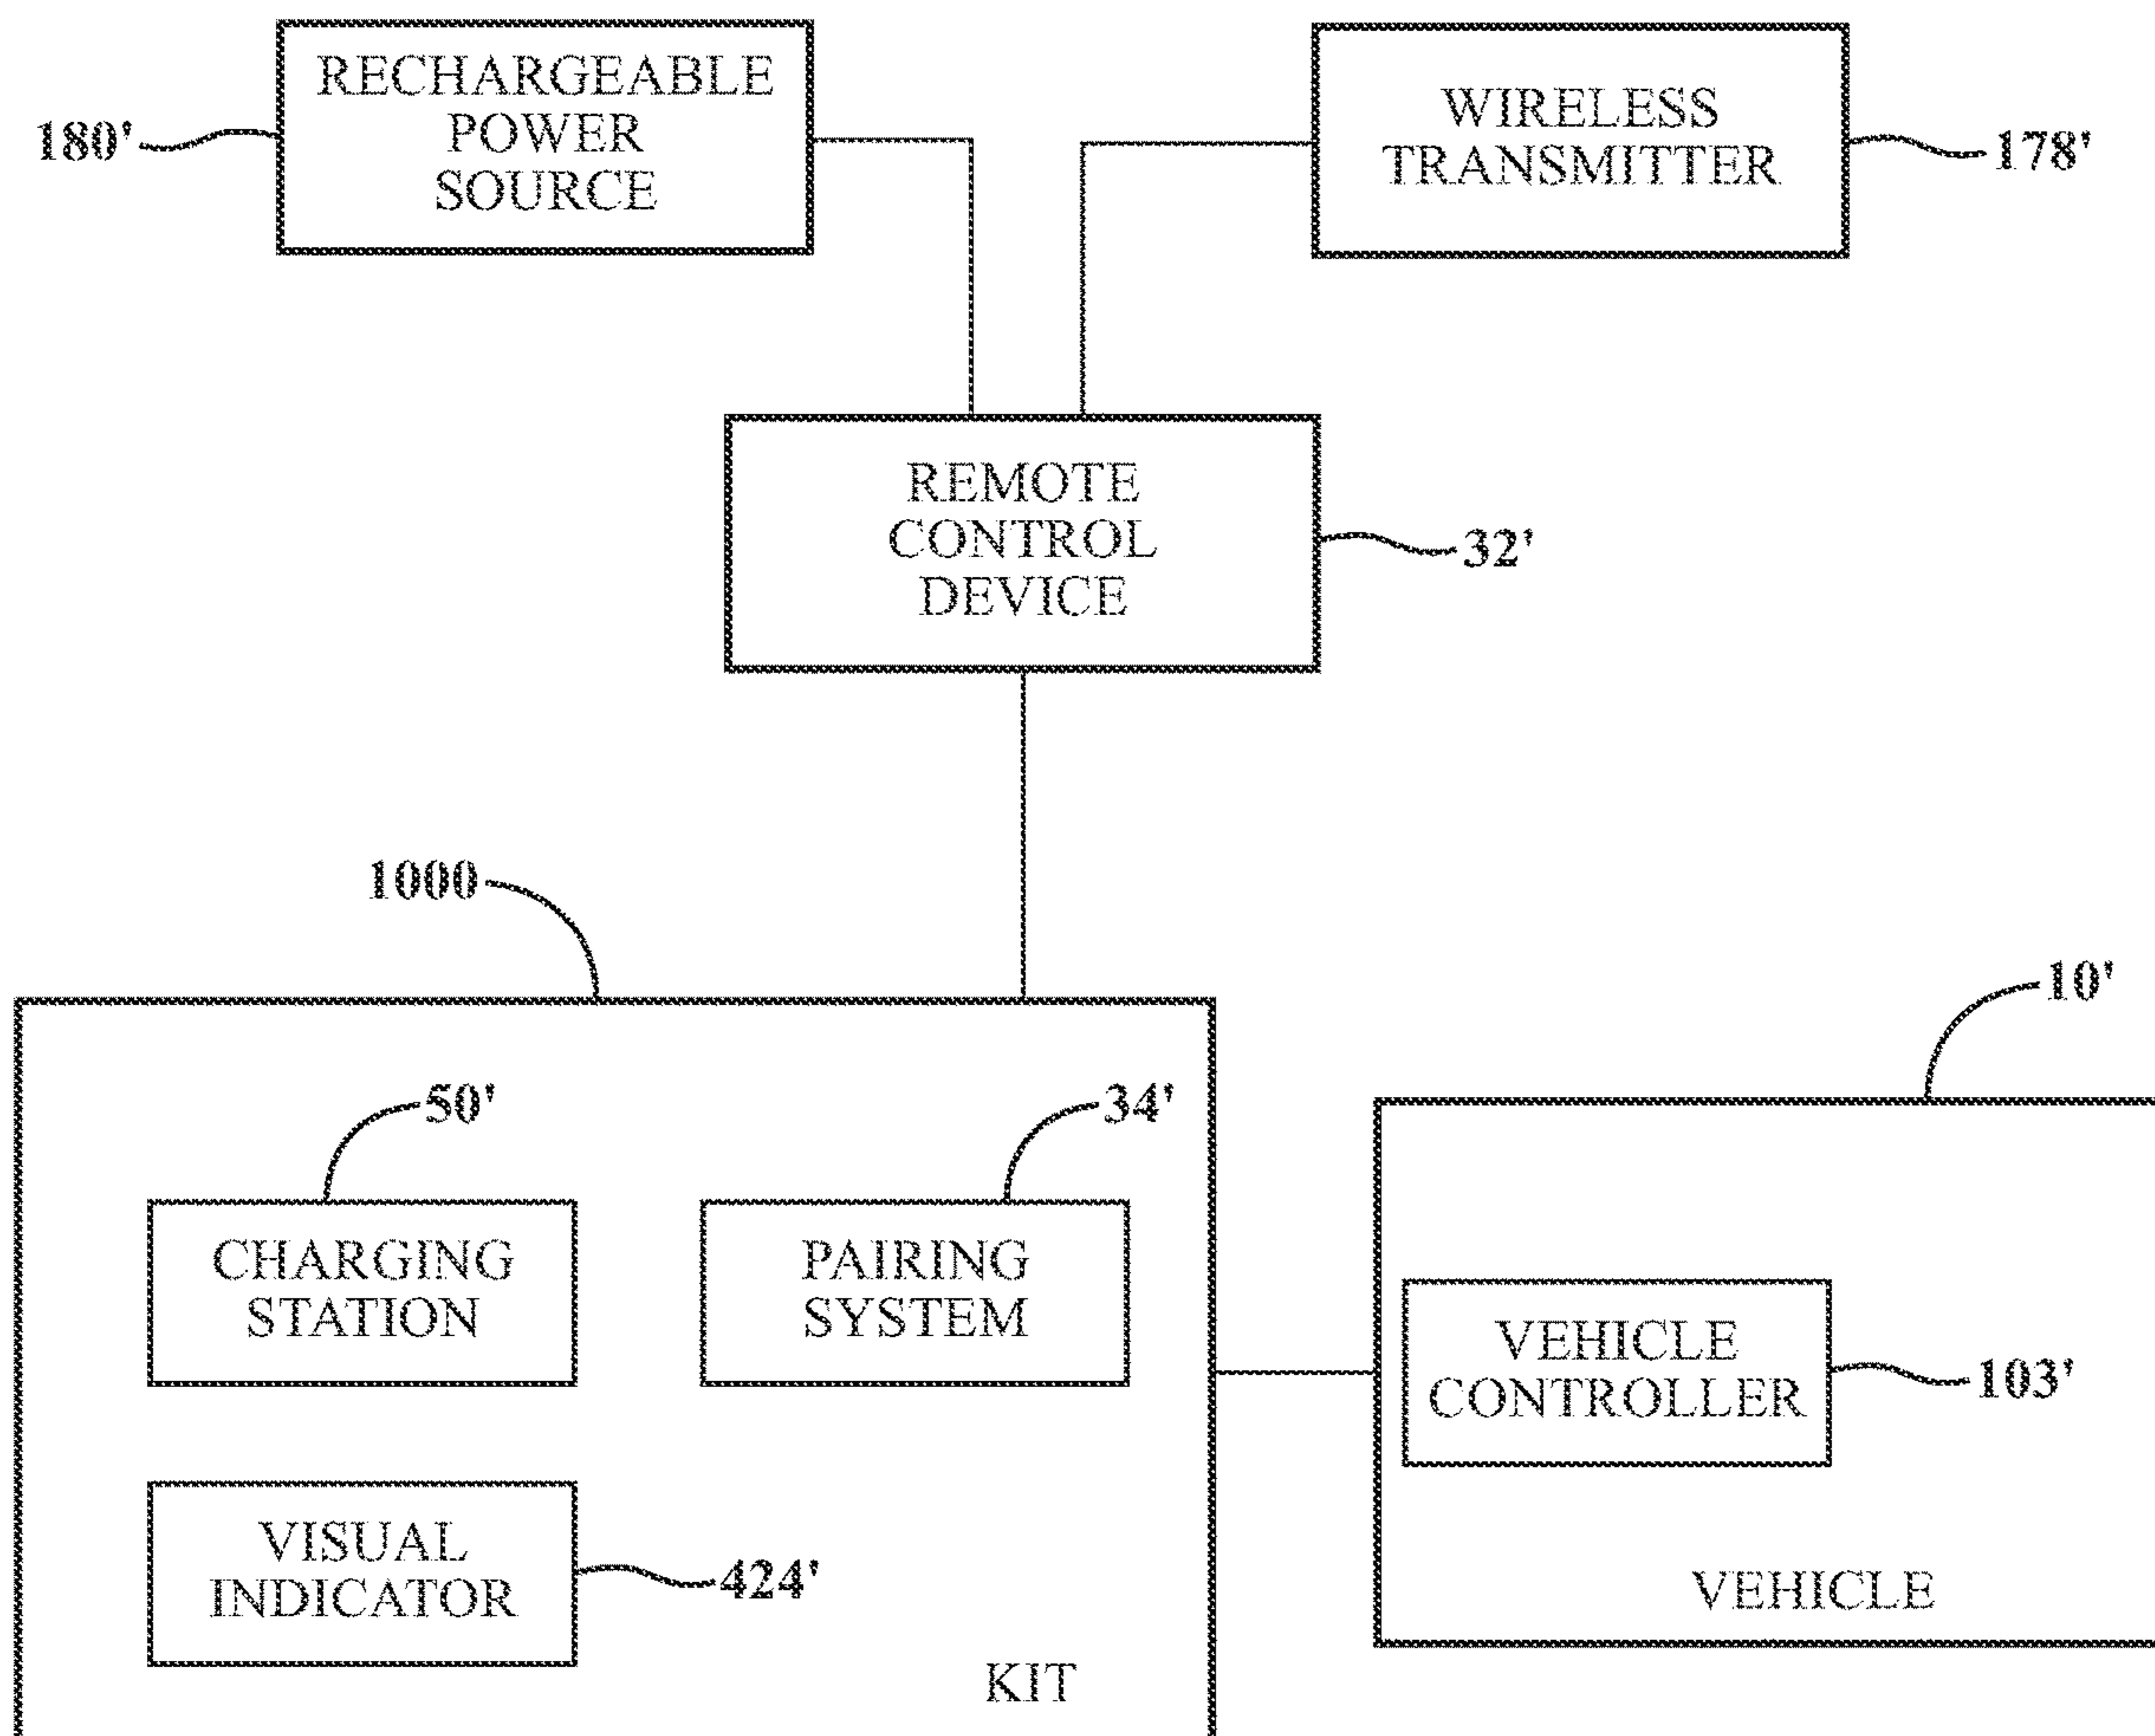 RECHARGEABLE
POWER
SOURCE
180'
WIRELESS
TRANSMITTER
178'
REMOTE
CONTROL
DEVICE
32'
1000
10'
50'
34'
CHARGING
STATION
PAIRING
SYSTEM
VEHICLE
CONTROLLER
103'
VISUAL
INDICATOR
424'
VEHICLE
KIT